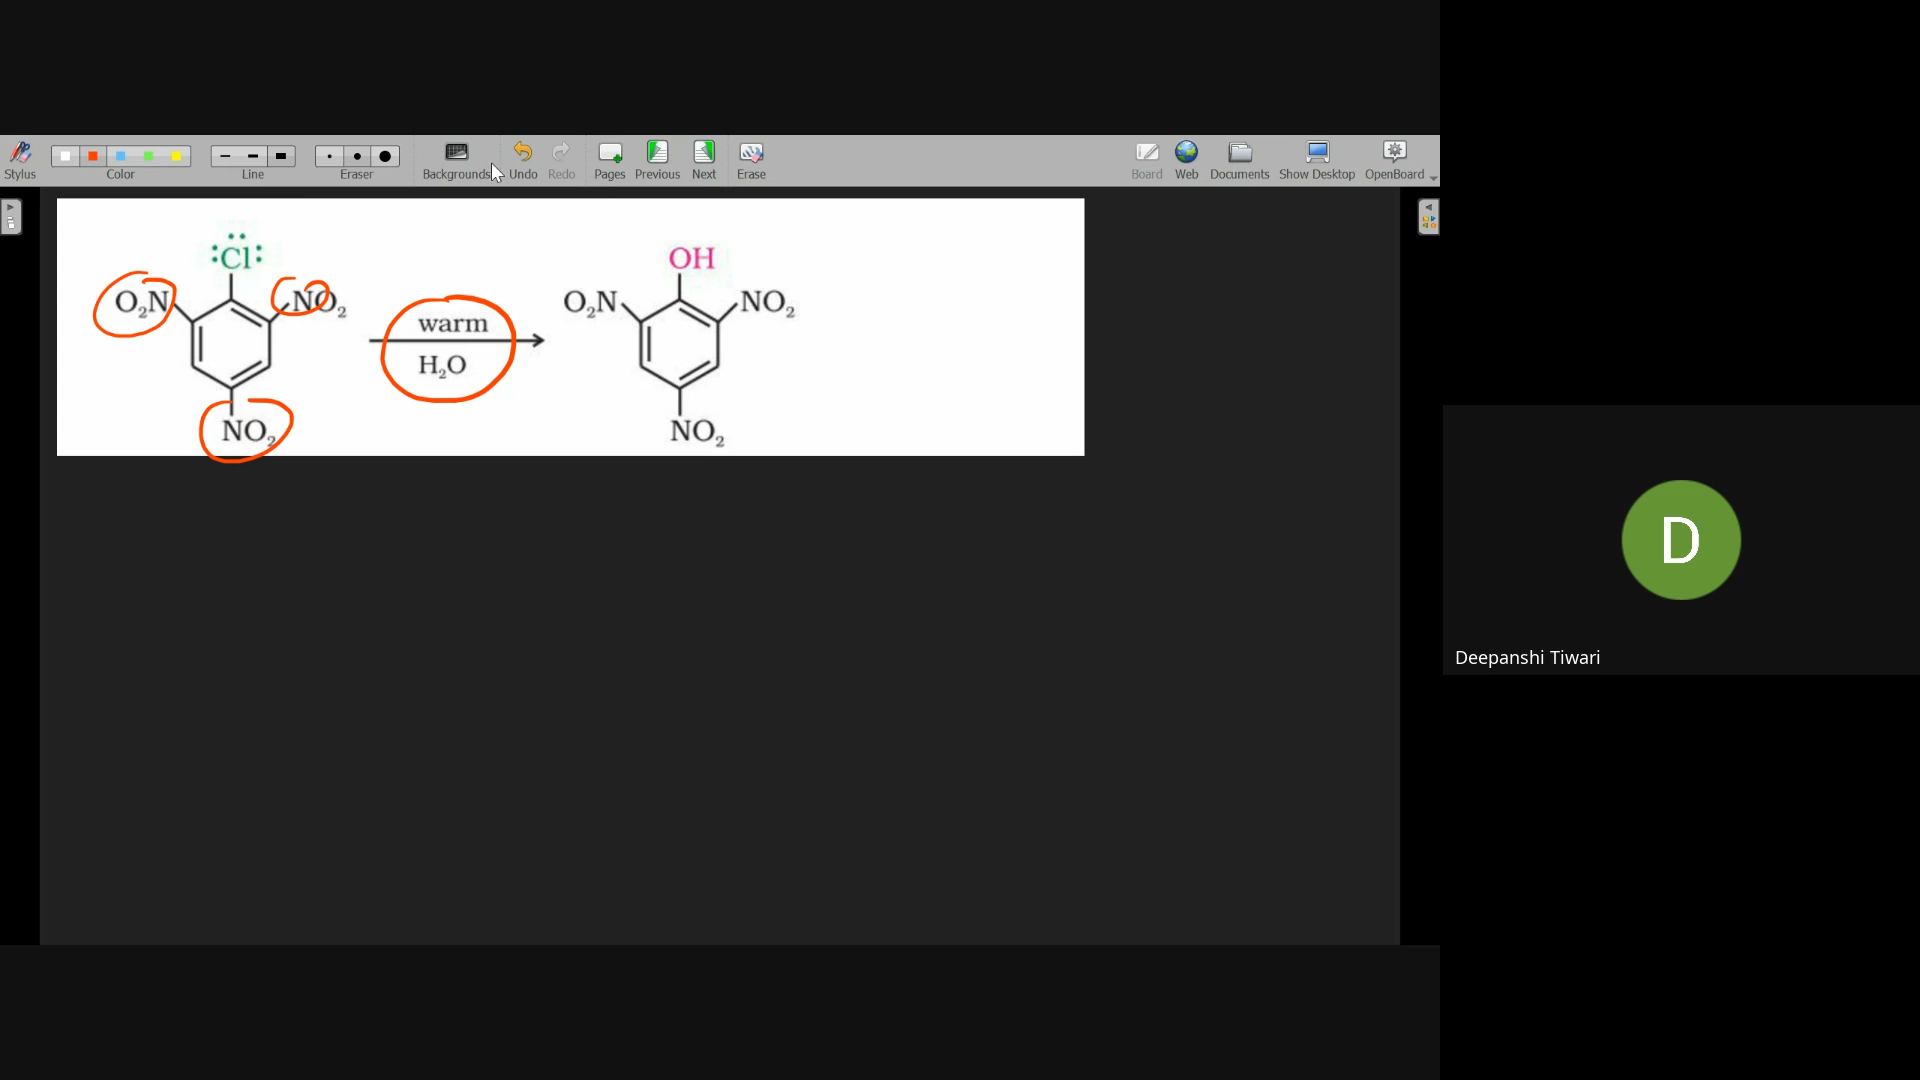 Stylus Color Line Eraser Backgrounds Undo Redo Pages Previous Next Erase Board Web Documents Show Desktop OpenBoard
:Cl:
O₂N NO₂
warm
H₂O
NO₂
OH
O₂N NO₂
NO₂
D
Deepanshi Tiwari